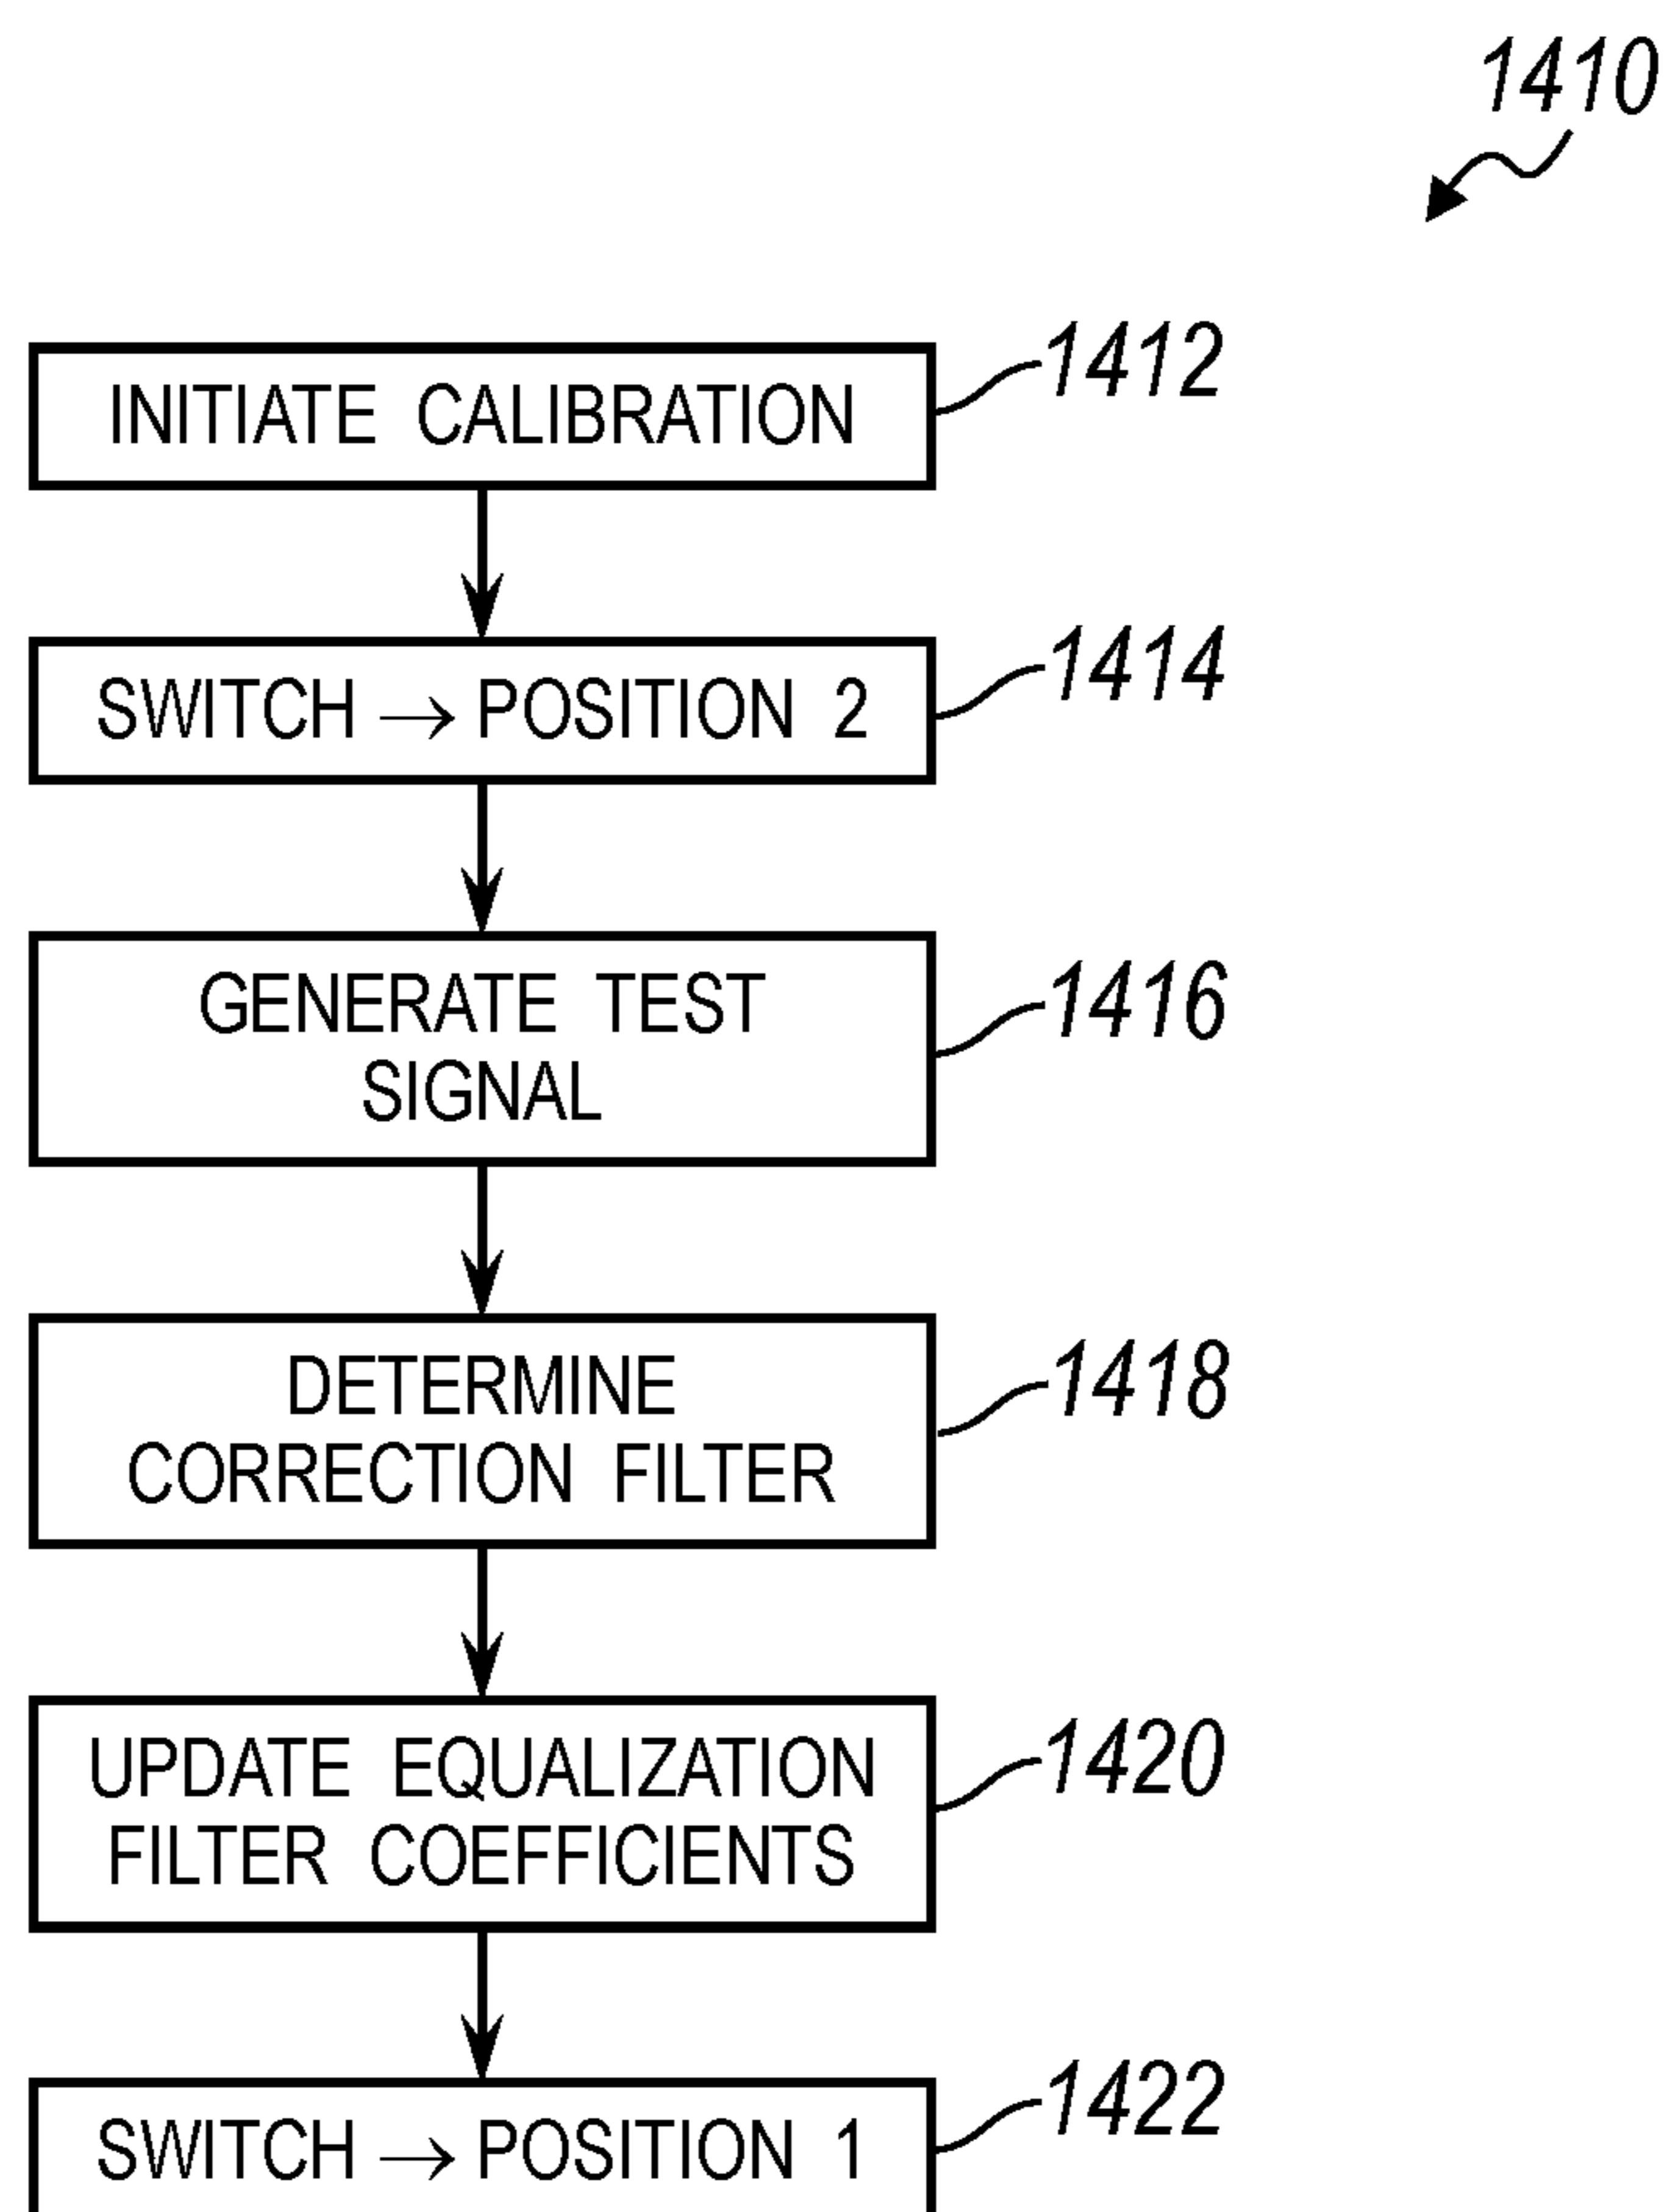 1410
INITIATE CALIBRATION
1412
SWITCH → POSITION 2
1414
GENERATE TEST
SIGNAL
1416
DETERMINE
CORRECTION FILTER
1418
UPDATE EQUALIZATION
FILTER COEFFICIENTS
1420
SWITCH → POSITION 1
1422